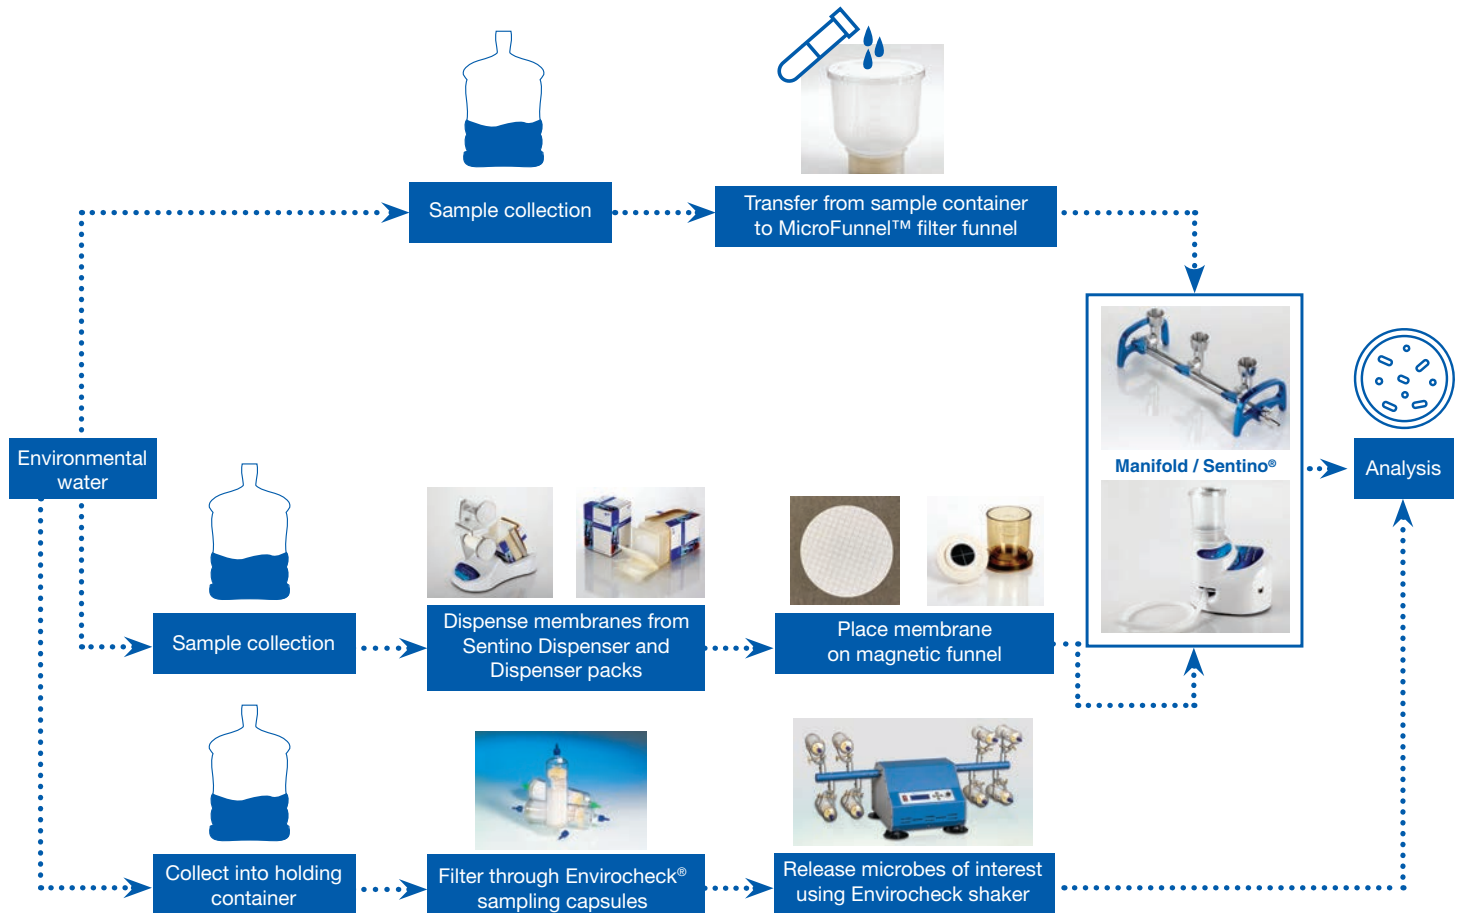 Sample collection
Transfer from sample container
to MicroFunnel™ filter funnel
Manifold / Sentino®
Analysis
Environmental
water
Sample collection
Dispense membranes from
Sentino Dispenser and
Dispenser packs
Place membrane
on magnetic funnel
Collect into holding
container
Filter through Envirocheck®
sampling capsules
Release microbes of interest
using Envirocheck shaker